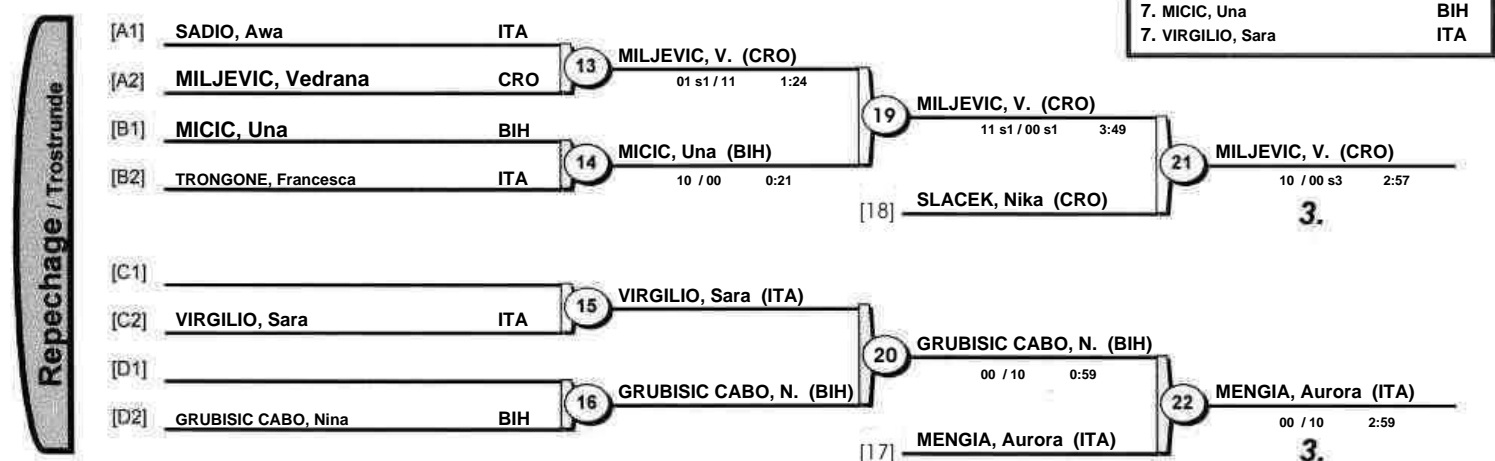 7. MICIC, Una BIH
7. VIRGILIO, Sara ITA
Repechage / Trostrunde
[A1] SADIO, Awa ITA
[A2] MILJEVIC, Vedrana CRO
13 MILJEVIC, V. (CRO)
01 s1 / 11 1:24
[B1] MICIC, Una BIH
[B2] TRONGONE, Francesca ITA
14 MICIC, Una (BIH)
10 / 00 0:21
19 MILJEVIC, V. (CRO)
11 s1 / 00 s1 3:49
[18] SLACEK, Nika (CRO)
21 MILJEVIC, V. (CRO)
10 / 00 s3 2:57
3.
[C1]
[C2] VIRGILIO, Sara ITA
15 VIRGILIO, Sara (ITA)
[D1]
[D2] GRUBISIC CABO, Nina BIH
16 GRUBISIC CABO, N. (BIH)
20 GRUBISIC CABO, N. (BIH)
00 / 10 0:59
[17] MENGIA, Aurora (ITA)
22 MENGIA, Aurora (ITA)
00 / 10 2:59
3.